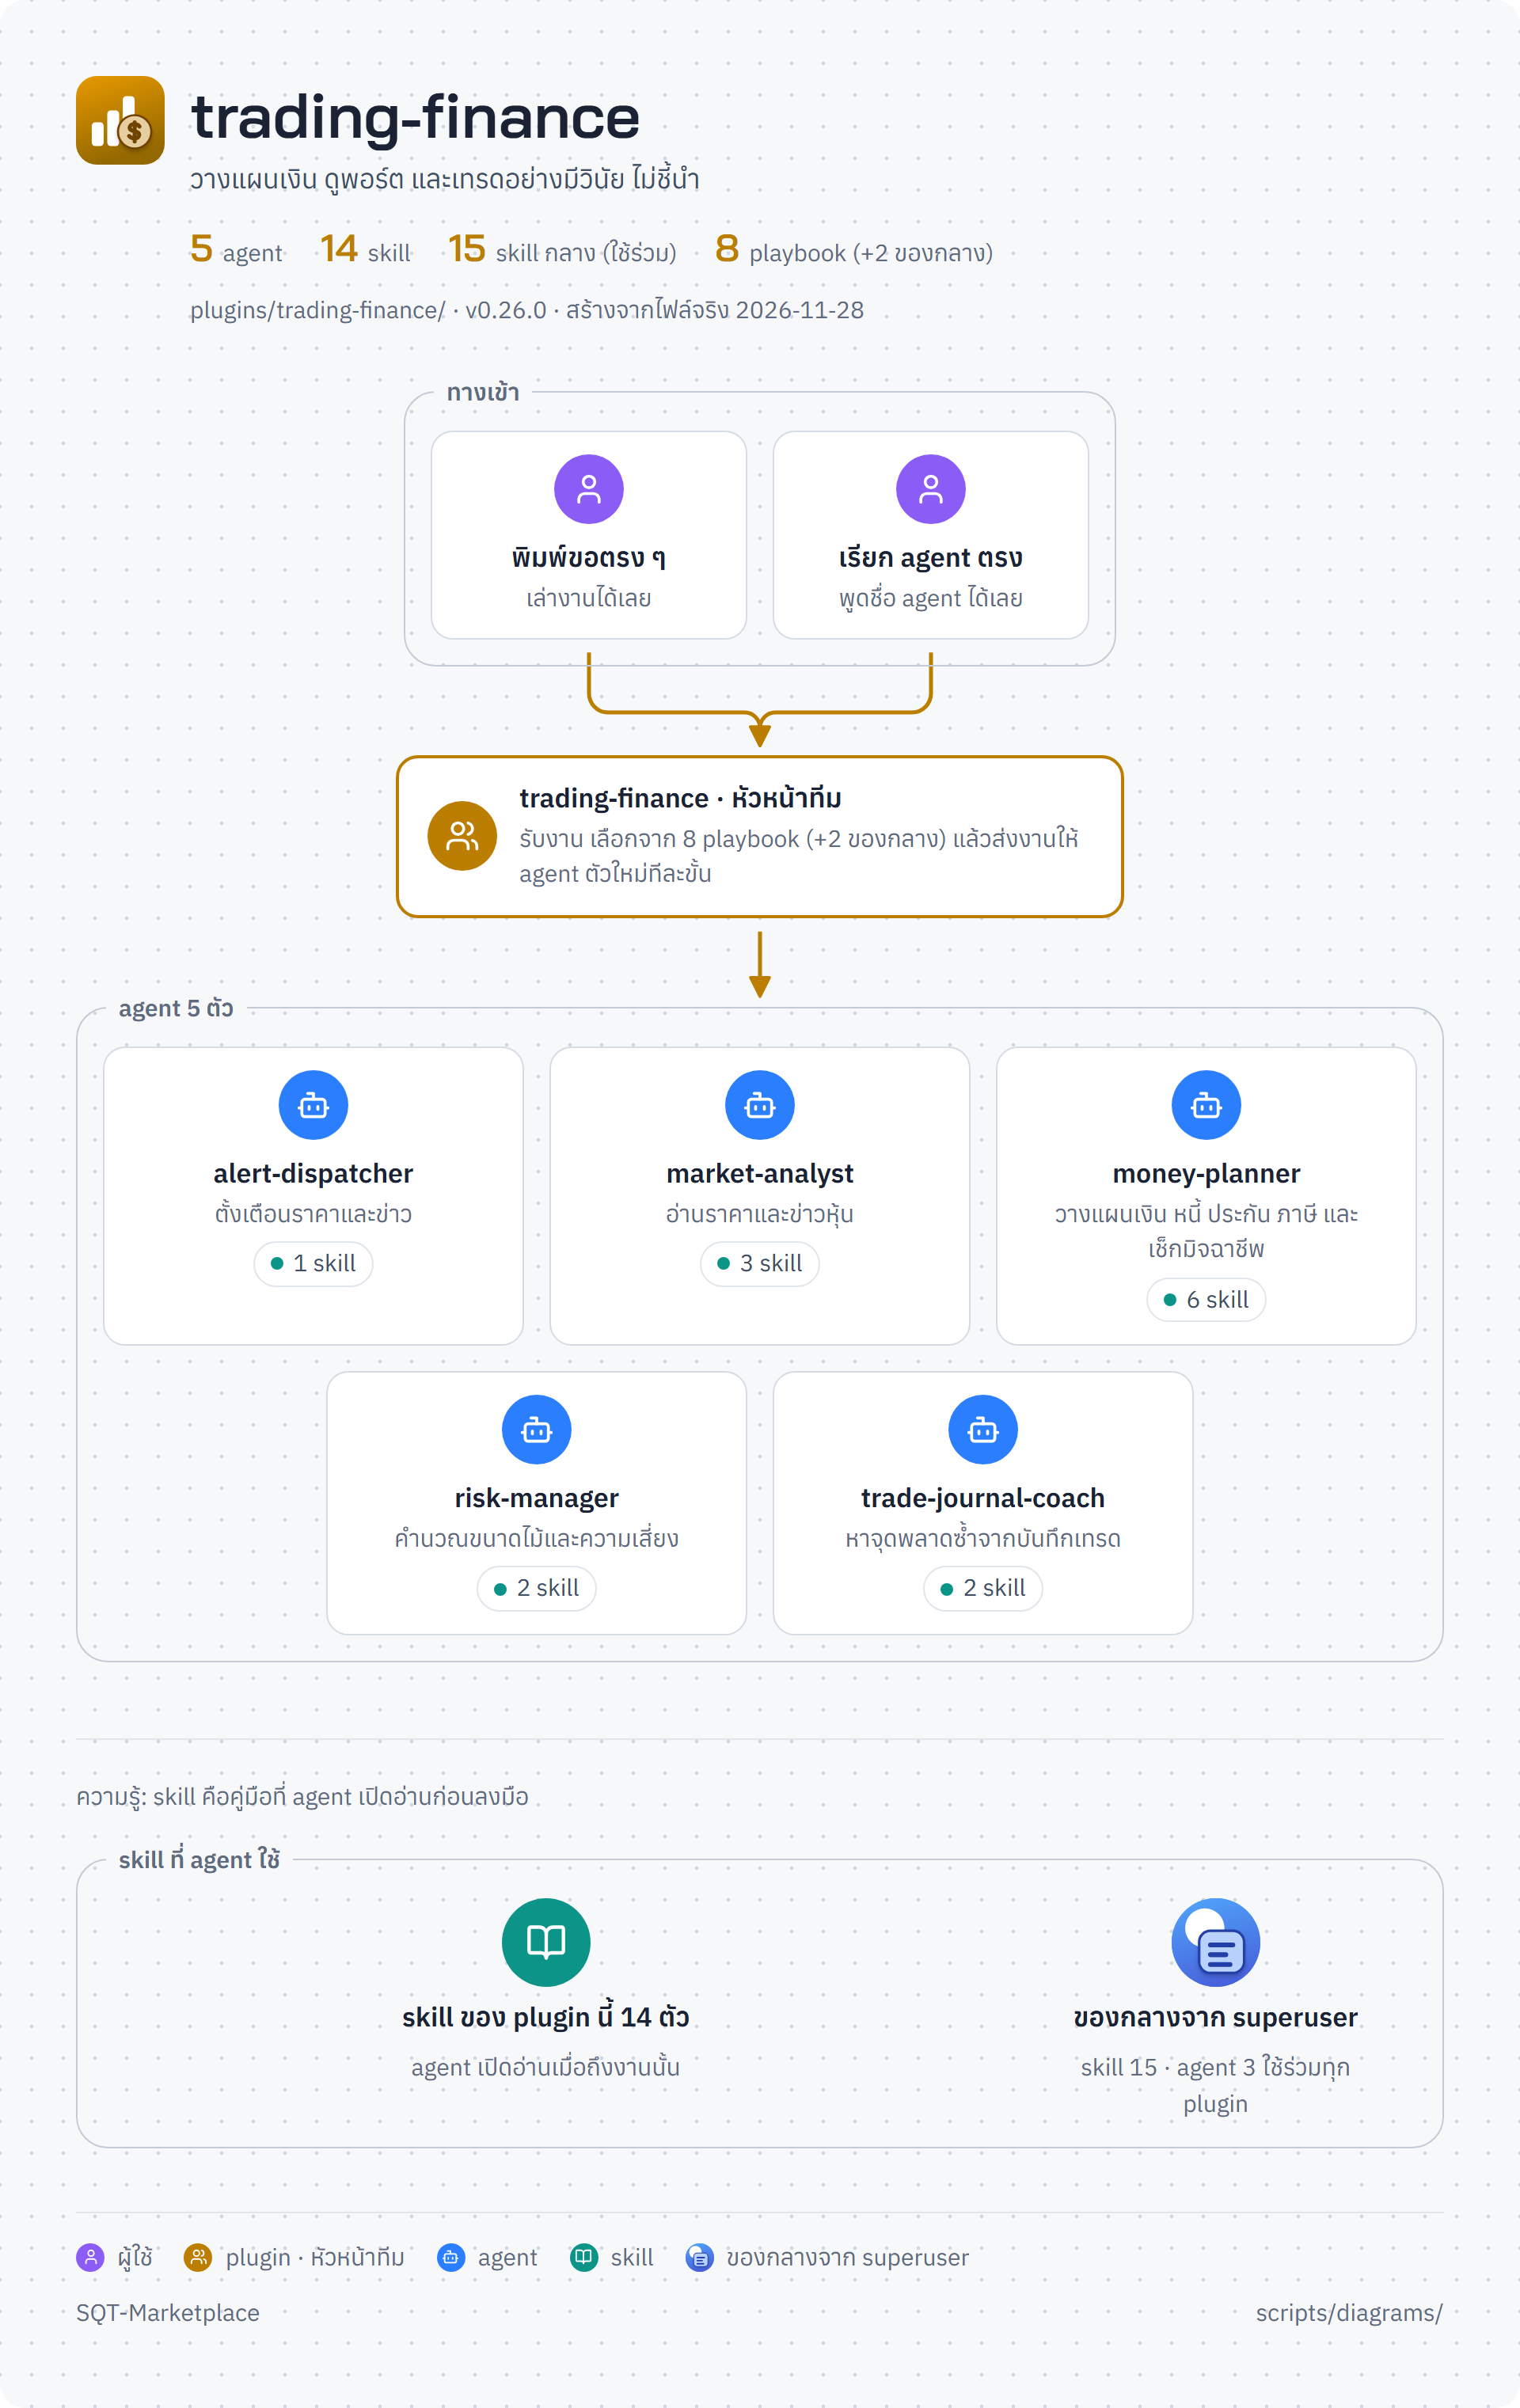 trading-finance
วางแผนเงิน ดูพอร์ต และเทรดอย่างมีวินัย ไม่ชี้นำ
5 agent 14 skill 15 skill กลาง (ใช้ร่วม) 8 playbook (+2 ของกลาง)
plugins/trading-finance/ · v0.26.0 · สร้างจากไฟล์จริง 2026-11-28
ทางเข้า
พิมพ์ขอตรง ๆ
เล่างานได้เลย
เรียก agent ตรง
พูดชื่อ agent ได้เลย
trading-finance · หัวหน้าทีม
รับงาน เลือกจาก 8 playbook (+2 ของกลาง) แล้วส่งงานให้
agent ตัวใหม่ทีละขั้น
agent 5 ตัว
alert-dispatcher
ตั้งเตือนราคาและข่าว
1 skill
market-analyst
อ่านราคาและข่าวหุ้น
3 skill
money-planner
วางแผนเงิน หนี้ ประกัน ภาษี และ
เช็กมิจฉาชีพ
6 skill
risk-manager
คำนวณขนาดไม้และความเสี่ยง
2 skill
trade-journal-coach
หาจุดพลาดซ้ำจากบันทึกเทรด
2 skill
ความรู้: skill คือคู่มือที่ agent เปิดอ่านก่อนลงมือ
skill ที่ agent ใช้
skill ของ plugin นี้ 14 ตัว
agent เปิดอ่านเมื่อถึงงานนั้น
ของกลางจาก superuser
skill 15 · agent 3 ใช้ร่วมทุก
plugin
ผู้ใช้ plugin · หัวหน้าทีม agent skill ของกลางจาก superuser
SQT-Marketplace
scripts/diagrams/